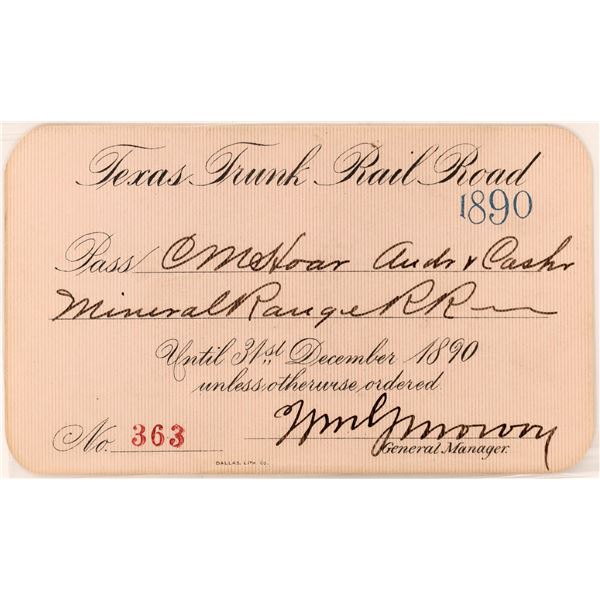 Texas Trunk Rail Road
1890
Pass C M Hoar Audr & Cashr
Mineral Range RR
Until 31st December 1890
unless otherwise ordered
No. 363
General Manager.
DALLAS LITH. CO.